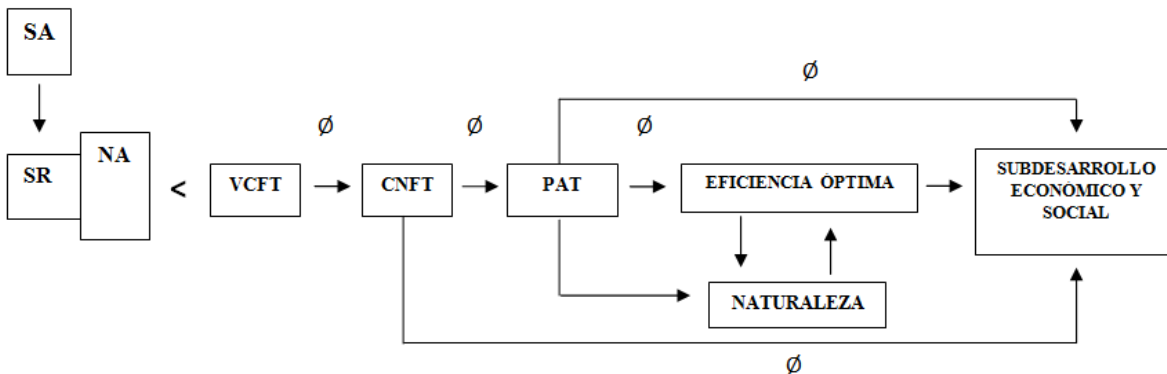 SA
Ø
Ø Ø Ø
SR NA < VCFT CNFT PAT EFICIENCIA ÓPTIMA
SUBDESARROLLO
ECONÓMICO Y
SOCIAL
NATURALEZA
Ø